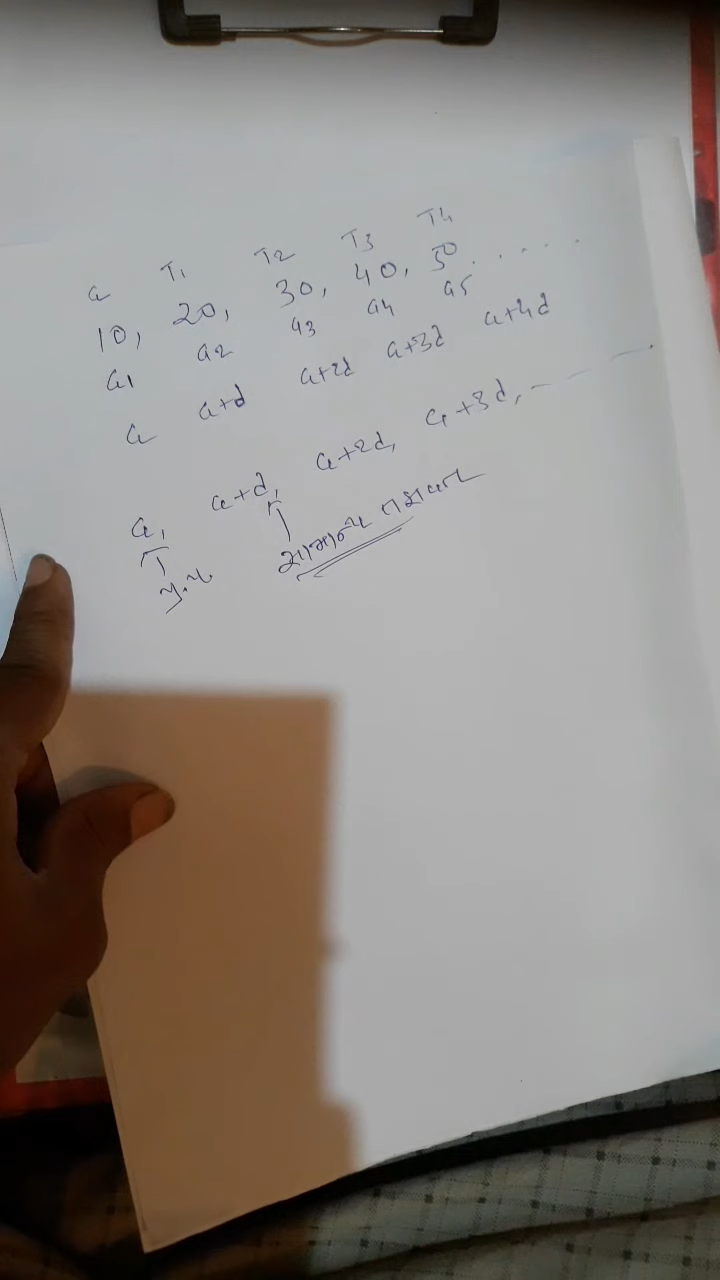 a T1 T2 T3 T4
10, 20, 30, 40, 50.....
a1 a2 a3 a4 a5
a a+d a+2d a+3d a+4d
a, a+d, a+2d, a+3d, - - - .
સામાન્ય તફાવત